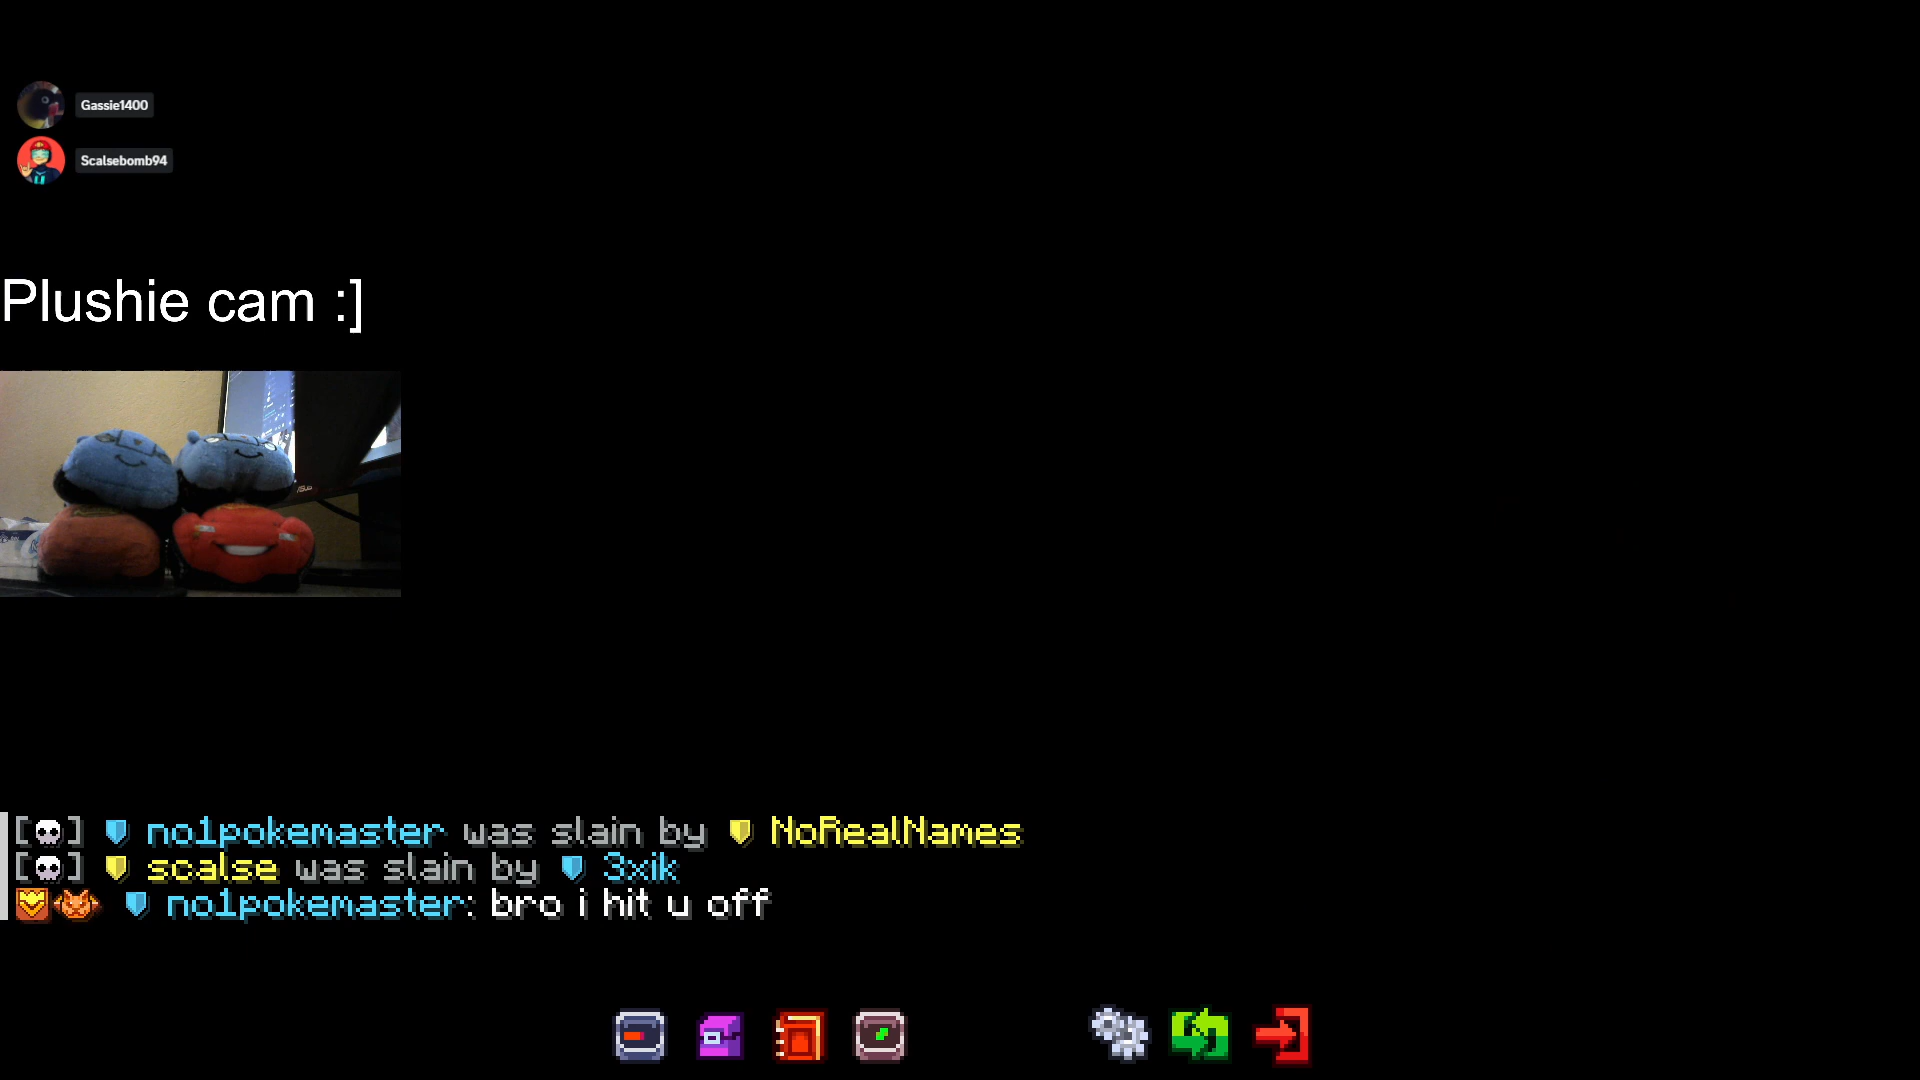 Gassie1400
Scalsebomb94
Plushie cam :]
[ ] no1pokemaster was slain by NoRealNames
[ ] scalse was slain by 3xik
no1pokemaster: bro i hit u off